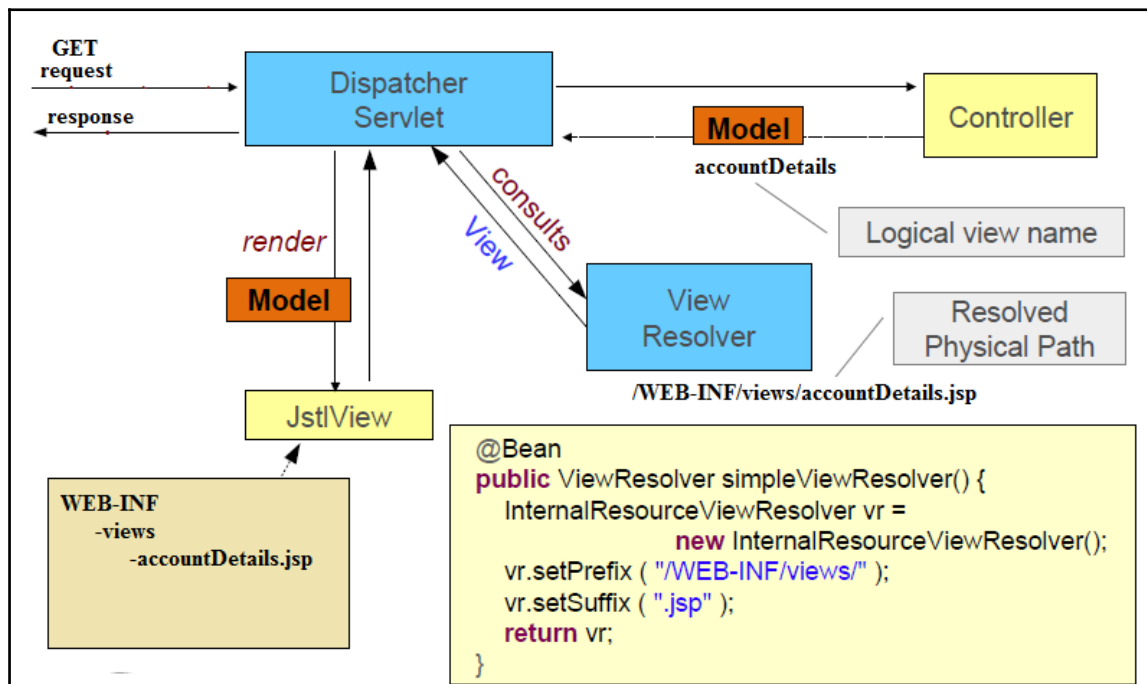 GET
request
response
Dispatcher
Servlet
Model
accountDetails
Controller
Logical view name
render
consults
View
Model
View
Resolver
Resolved
Physical Path
/WEB-INF/views/accountDetails.jsp
JstlView
WEB-INF
-views
-accountDetails.jsp
@Bean
public ViewResolver simpleViewResolver() {
InternalResourceViewResolver vr =
new InternalResourceViewResolver();
vr.setPrefix ( "/WEB-INF/views/" );
vr.setSuffix ( ".jsp" );
return vr;
}